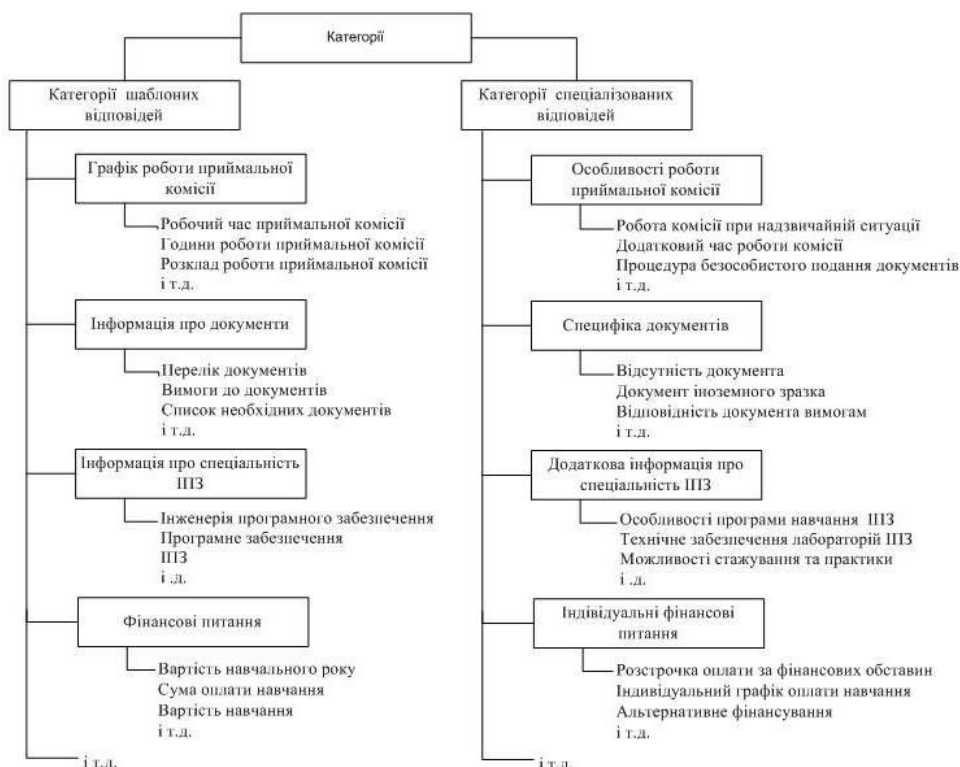 Категорії
Категорії шаблоних
відповідей
Графік роботи приймальної
комісії
Робочий час приймальної комісії
Години роботи приймальної комісії
Розклад роботи приймальної комісії
і т.д.
Інформація про документи
Перелік документів
Вимоги до документів
Список необхідних документів
і т.д.
Інформація про спеціальність
ІПЗ
Інженерія програмного забезпечення
Програмне забезпечення
ІПЗ
і .д.
Фінансові питання
Вартість навчального року
Сума оплати навчання
Вартість навчання
і т.д.
і т.д.
Категорії спеціалізованих
відповідей
Особливості роботи
приймальної комісії
Робота комісії при надзвичайній ситуації
Додатковий час роботи комісії
Процедура безособистого подання документів
і т.д.
Специфіка документів
Відсутність документа
Документ іноземного зразка
Відповідність документа вимогам
і т.д.
Додаткова інформація про
спеціальність ІПЗ
Особливості програми навчання ІПЗ
Технічне забезпечення лабораторій ІПЗ
Можливості стажування та практики
і .д.
Індивідуальні фінансові
питання
Розстрочка оплати за фінансових обставин
Індивідуальний графік оплати навчання
Альтернативне фінансування
і т.д.
і т.д.